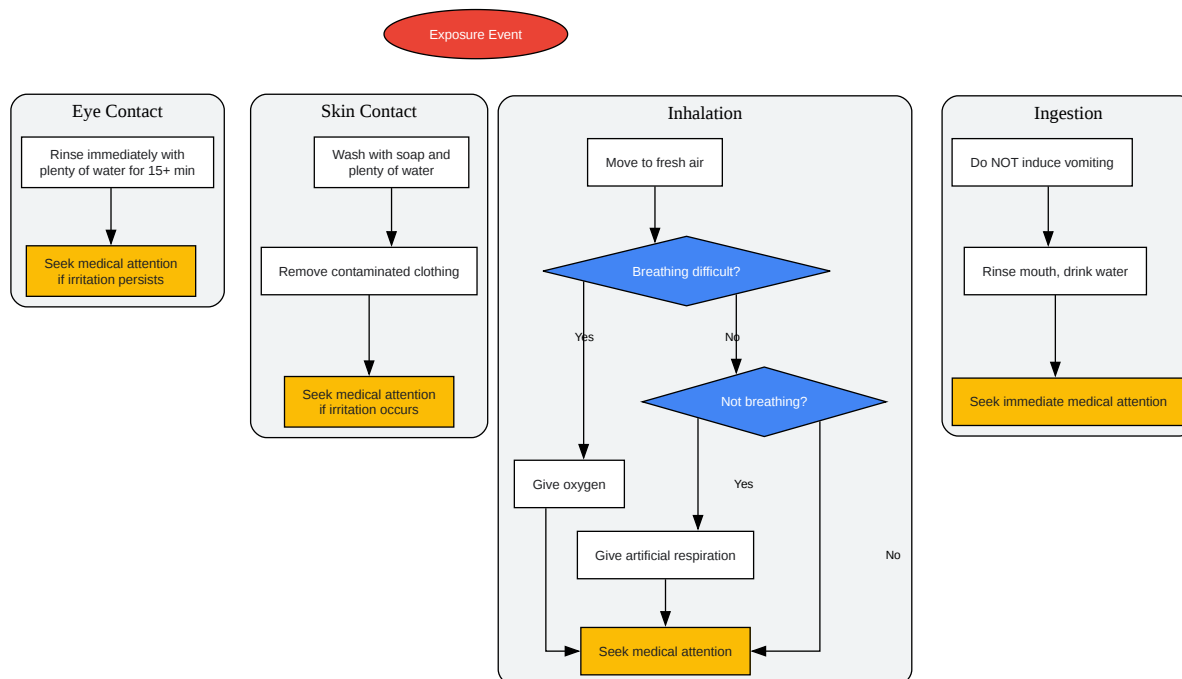 Exposure Event
Eye Contact
Rinse immediately with
plenty of water for 15+ min
Seek medical attention
if irritation persists
Skin Contact
Wash with soap and
plenty of water
Remove contaminated clothing
Seek medical attention
if irritation occurs
Inhalation
Move to fresh air
Breathing difficult?
Yes
No
Not breathing?
Give oxygen
Yes
Give artificial respiration
No
Seek medical attention
Ingestion
Do NOT induce vomiting
Rinse mouth, drink water
Seek immediate medical attention